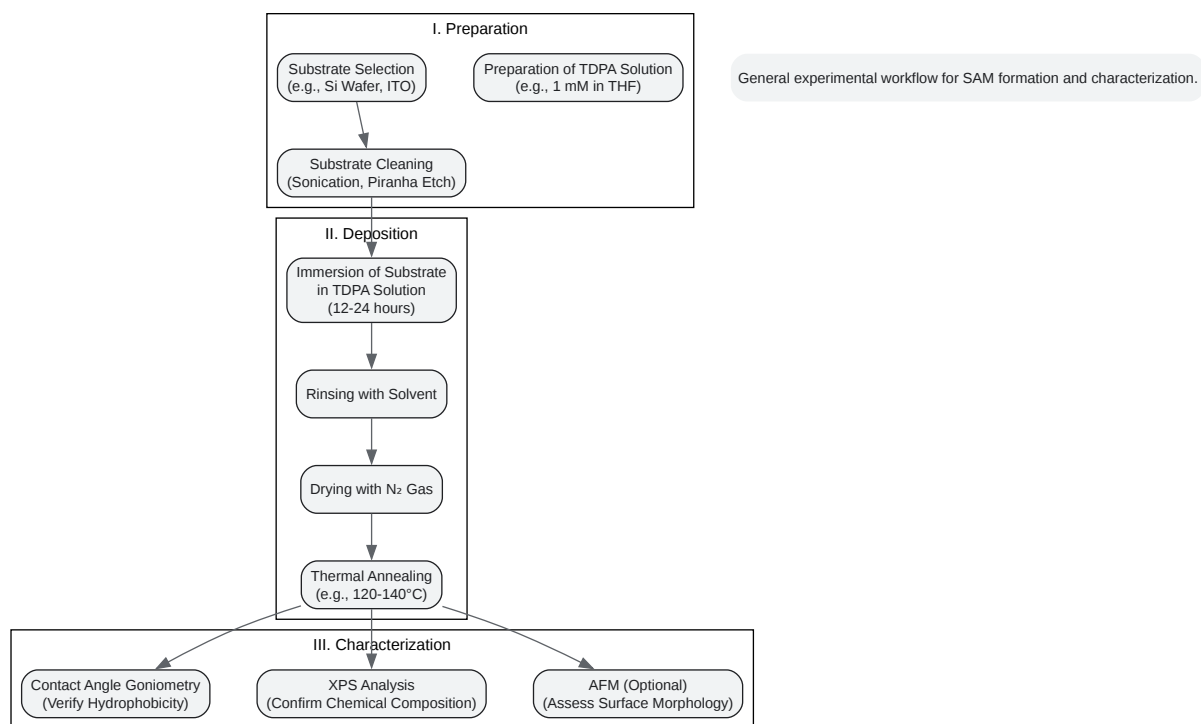 I. Preparation
Substrate Selection
(e.g., Si Wafer, ITO)
Preparation of TDPA Solution
(e.g., 1 mM in THF)
General experimental workflow for SAM formation and characterization.
Substrate Cleaning
(Sonication, Piranha Etch)
II. Deposition
Immersion of Substrate
in TDPA Solution
(12-24 hours)
Rinsing with Solvent
Drying with N₂ Gas
Thermal Annealing
(e.g., 120-140°C)
III. Characterization
Contact Angle Goniometry
(Verify Hydrophobicity)
XPS Analysis
(Confirm Chemical Composition)
AFM (Optional)
(Assess Surface Morphology)